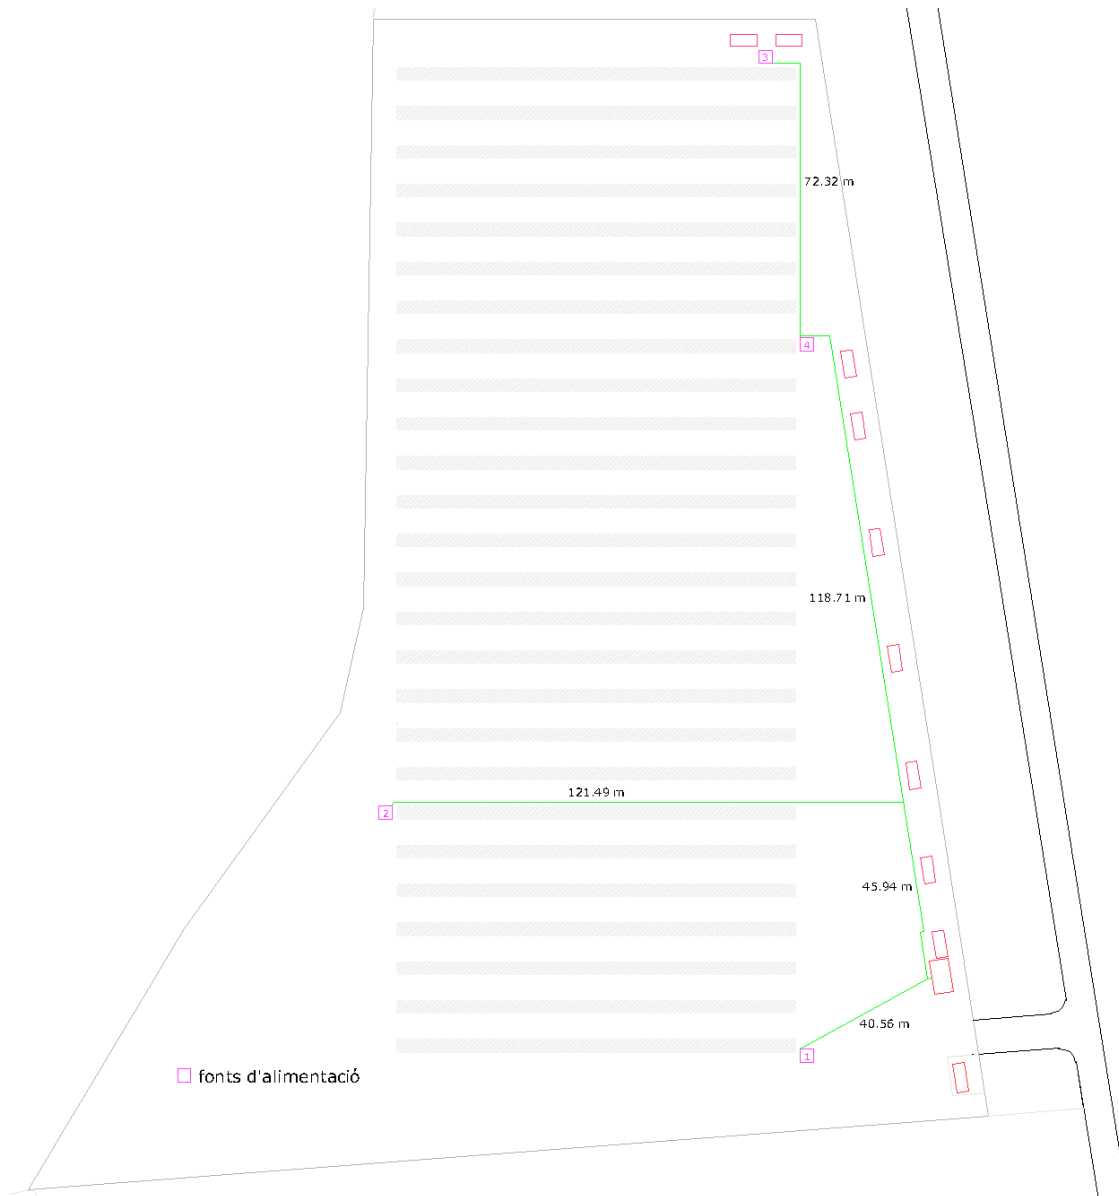 3
72.32 m
4
118.71 m
121.49 m
2
45.94 m
40.56 m
1
fonts d'alimentació